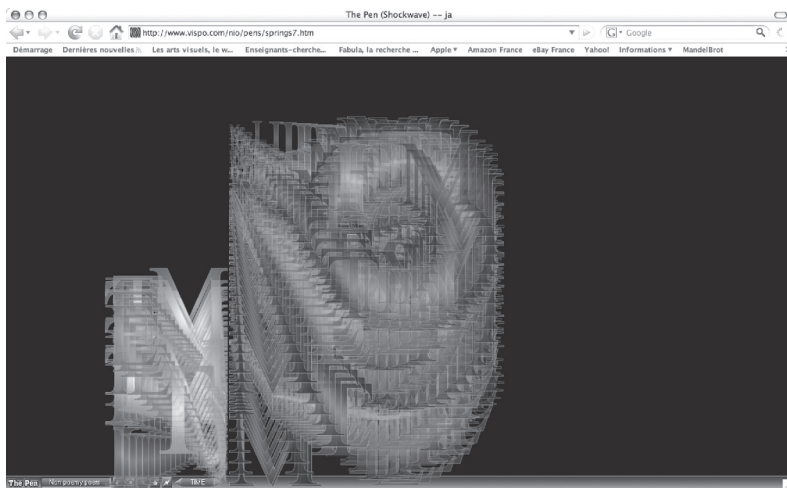 The Pen (Shockwave) -- ja
http://www.vispo.com/nio/pens/springs7.htm
G Google
Démarrage Dernières nouvelles Les arts visuels, le w... Enseignants-cherche... Fabula, la recherche ... Apple Amazon France eBay France Yahoo! Informations MandelBrot
M
The Pen TIME